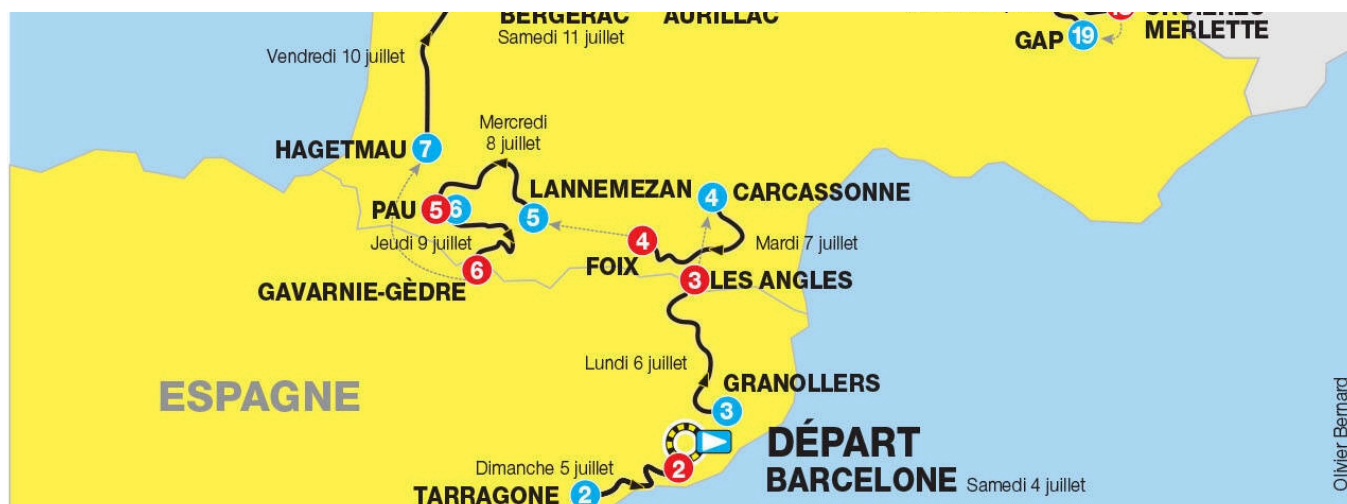 BERGERAC
Samedi 11 juillet
AURILLAC
MERLETTE
GAP 19
Vendredi 10 juillet
HAGETMAU 7
Mercredi
8 juillet
LANNEMEZAN
5
4 CARCASSONNE
PAU 5 6
Jeudi 9 juillet
4
FOIX
Mardi 7 juillet
6
GAVARNIE-GÈDRE
3 LES ANGLES
Lundi 6 juillet
GRANOLLERS
3
ESPAGNE
DÉPART
BARCELONE Samedi 4 juillet
2
Dimanche 5 juillet
TARRAGONE 2
Olivier Bernard